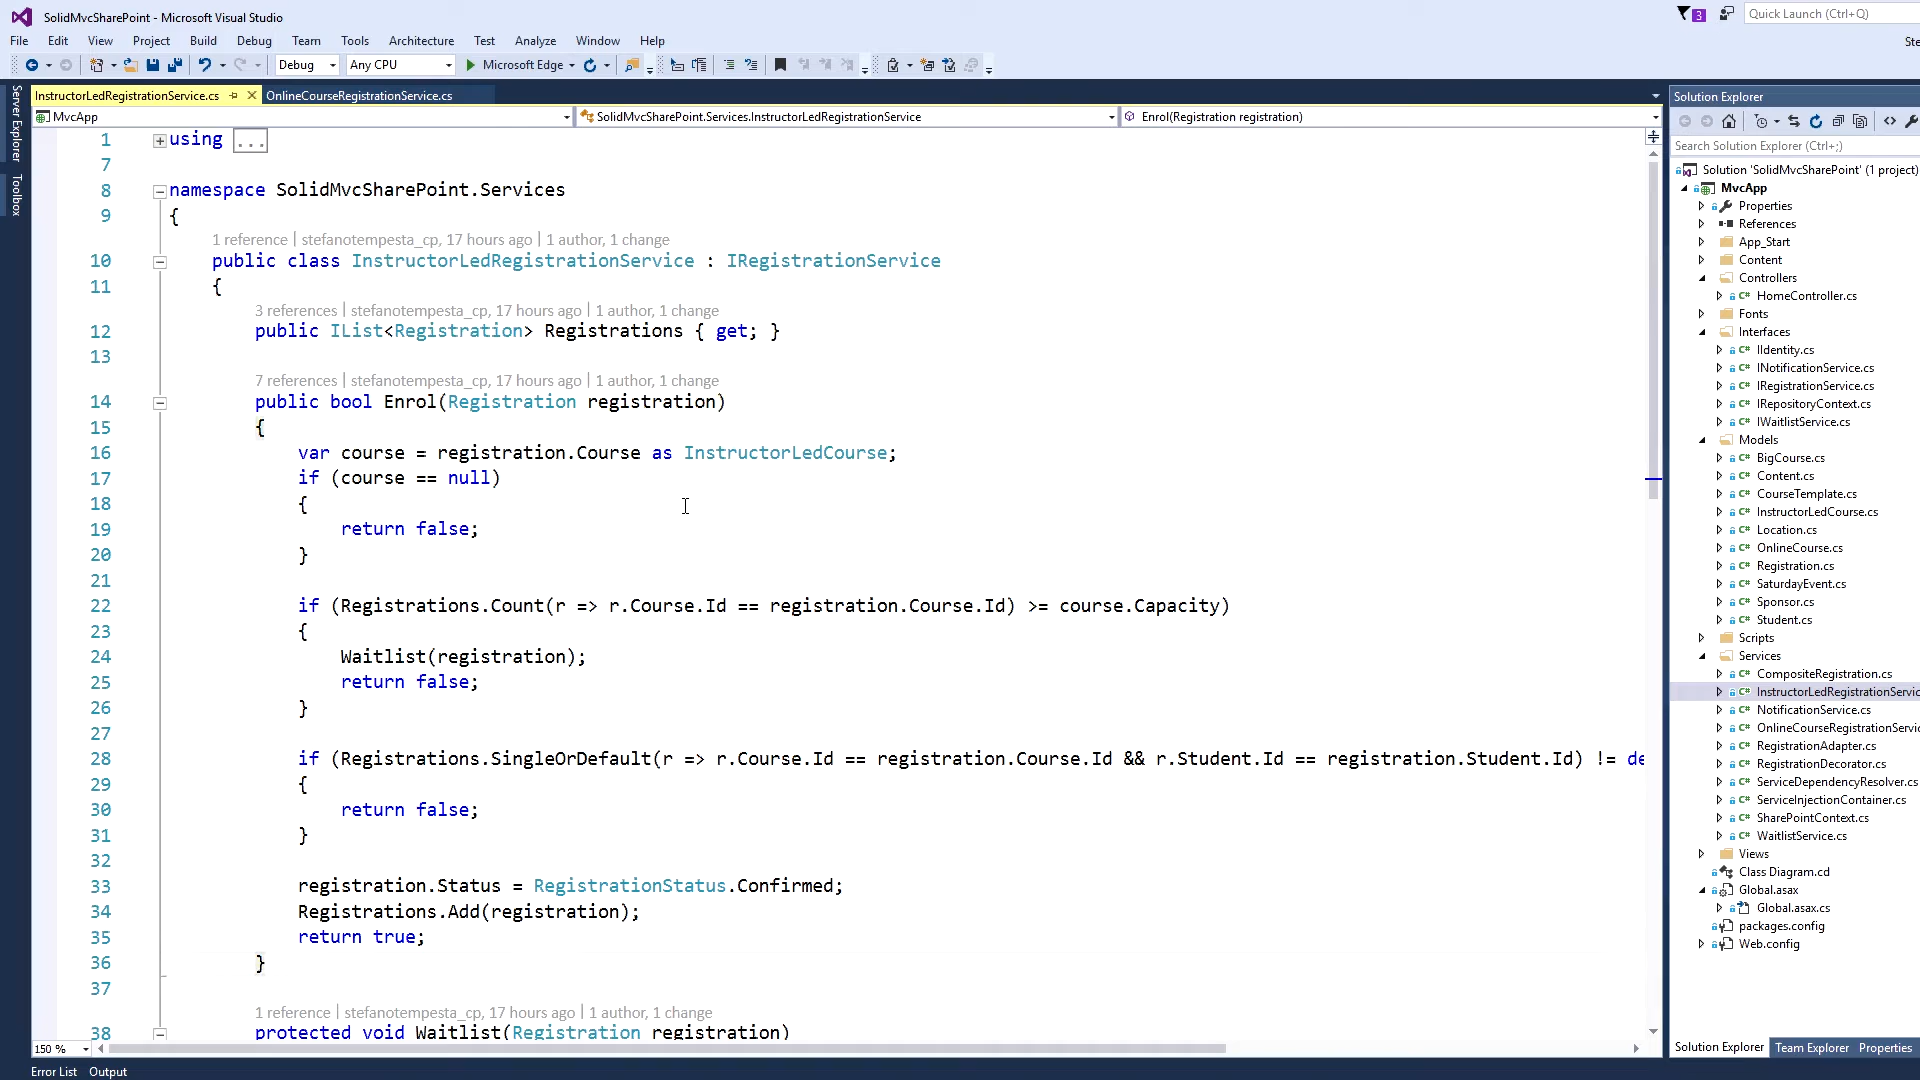 SolidMvcSharePoint - Microsoft Visual Studio
3
Quick Launch (Ctrl+Q)
File Edit View Project Build Debug Team Tools Architecture Test Analyze Window Help
Ste
Debug Any CPU Microsoft Edge
Server Explorer
Toolbox
InstructorLedRegistrationService.cs OnlineCourseRegistrationService.cs
MvcApp SolidMvcSharePoint.Services.InstructorLedRegistrationService Enrol(Registration registration)
1 using ...
7
8 namespace SolidMvcSharePoint.Services
9 {
1 reference | stefanotempesta_cp, 17 hours ago | 1 author, 1 change
10 public class InstructorLedRegistrationService : IRegistrationService
11 {
3 references | stefanotempesta_cp, 17 hours ago | 1 author, 1 change
12 public IList<Registration> Registrations { get; }
13
7 references | stefanotempesta_cp, 17 hours ago | 1 author, 1 change
14 public bool Enrol(Registration registration)
15 {
16 var course = registration.Course as InstructorLedCourse;
17 if (course == null)
18 {
19 return false;
20 }
21
22 if (Registrations.Count(r => r.Course.Id == registration.Course.Id) >= course.Capacity)
23 {
24 Waitlist(registration);
25 return false;
26 }
27
28 if (Registrations.SingleOrDefault(r => r.Course.Id == registration.Course.Id && r.Student.Id == registration.Student.Id) != de
29 {
30 return false;
31 }
32
33 registration.Status = RegistrationStatus.Confirmed;
34 Registrations.Add(registration);
35 return true;
36 }
37
1 reference | stefanotempesta_cp, 17 hours ago | 1 author, 1 change
38 protected void Waitlist(Registration registration)
150 %
Error List Output
Solution Explorer
Search Solution Explorer (Ctrl+;)
Solution 'SolidMvcSharePoint' (1 project)
MvcApp
Properties
References
App_Start
Content
Controllers
C# HomeController.cs
Fonts
Interfaces
C# IIdentity.cs
C# INotificationService.cs
C# IRegistrationService.cs
C# IRepositoryContext.cs
C# IWaitlistService.cs
Models
C# BigCourse.cs
C# Content.cs
C# CourseTemplate.cs
C# InstructorLedCourse.cs
C# Location.cs
C# OnlineCourse.cs
C# Registration.cs
C# SaturdayEvent.cs
C# Sponsor.cs
C# Student.cs
Scripts
Services
C# CompositeRegistration.cs
C# InstructorLedRegistrationServic
C# NotificationService.cs
C# OnlineCourseRegistrationServic
C# RegistrationAdapter.cs
C# RegistrationDecorator.cs
C# ServiceDependencyResolver.cs
C# ServiceInjectionContainer.cs
C# SharePointContext.cs
C# WaitlistService.cs
Views
Class Diagram.cd
Global.asax
Global.asax.cs
packages.config
Web.config
Solution Explorer Team Explorer Properties